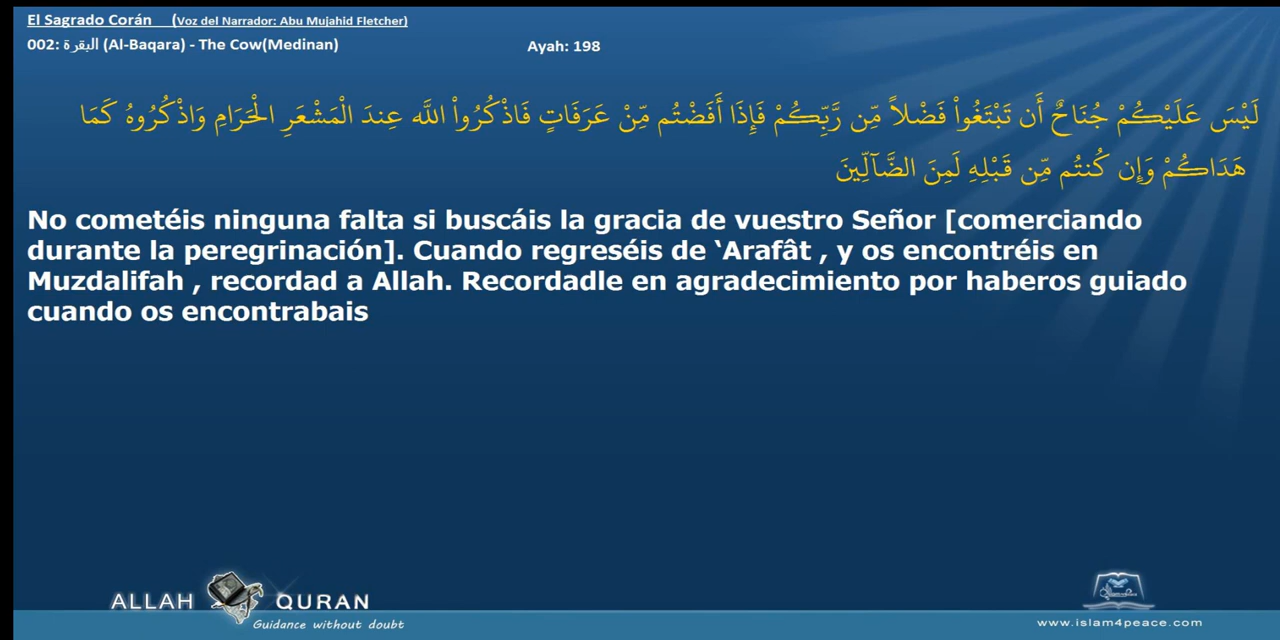 El Sagrado Corán (Voz del Narrador: Abu Mujahid Fletcher)
002: البقرة (Al-Baqara) - The Cow(Medinan) Ayah: 198
لَيْسَ عَلَيْكُمْ جُنَاحٌ أَن تَبْتَغُواْ فَضْلاً مِّن رَّبِّكُمْ فَإِذَا أَفَضْتُم مِّنْ عَرَفَاتٍ فَاذْكُرُواْ اللّهَ عِندَ الْمَشْعَرِ الْحَرَامِ وَاذْكُرُوهُ كَمَا
هَدَاكُمْ وَإِن كُنتُم مِّن قَبْلِهِ لَمِنَ الضَّآلِّينَ
No cometéis ninguna falta si buscáis la gracia de vuestro Señor [comerciando
durante la peregrinación]. Cuando regreséis de ‘Arafât , y os encontréis en
Muzdalifah , recordad a Allah. Recordadle en agradecimiento por haberos guiado
cuando os encontrabais
ALLAH QURAN
Guidance without doubt
www.islam4peace.com